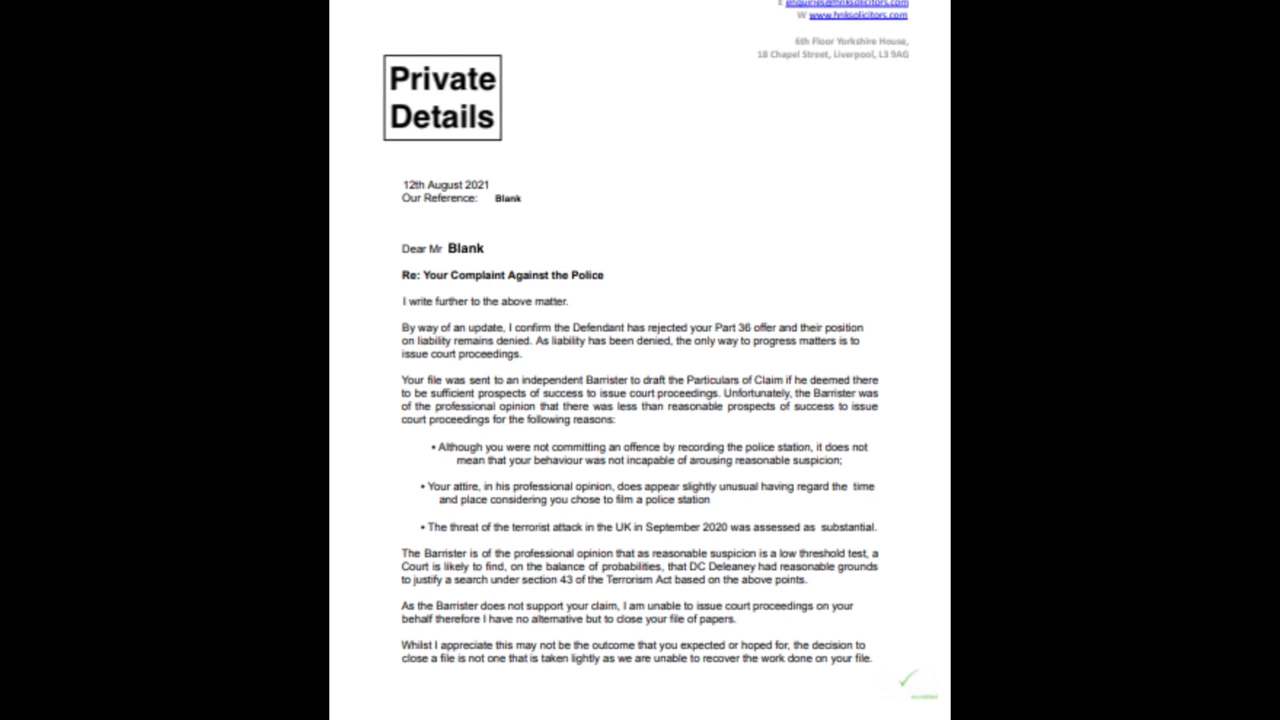 E enquiries@hnksolicitors.com
W www.hnksolicitors.com
6th Floor Yorkshire House,
18 Chapel Street, Liverpool, L3 9AG
Private
Details
12th August 2021
Our Reference: Blank
Dear Mr Blank
Re: Your Complaint Against the Police
I write further to the above matter.
By way of an update, I confirm the Defendant has rejected your Part 36 offer and their position
on liability remains denied. As liability has been denied, the only way to progress matters is to
issue court proceedings.
Your file was sent to an independent Barrister to draft the Particulars of Claim if he deemed there
to be sufficient prospects of success to issue court proceedings. Unfortunately, the Barrister was
of the professional opinion that there was less than reasonable prospects of success to issue
court proceedings for the following reasons:
• Although you were not committing an offence by recording the police station, it does not
mean that your behaviour was not incapable of arousing reasonable suspicion;
• Your attire, in his professional opinion, does appear slightly unusual having regard the time
and place considering you chose to film a police station
• The threat of the terrorist attack in the UK in September 2020 was assessed as substantial.
The Barrister is of the professional opinion that as reasonable suspicion is a low threshold test, a
Court is likely to find, on the balance of probabilities, that DC Deleaney had reasonable grounds
to justify a search under section 43 of the Terrorism Act based on the above points.
As the Barrister does not support your claim, I am unable to issue court proceedings on your
behalf therefore I have no alternative but to close your file of papers.
Whilst I appreciate this may not be the outcome that you expected or hoped for, the decision to
close a file is not one that is taken lightly as we are unable to recover the work done on your file.